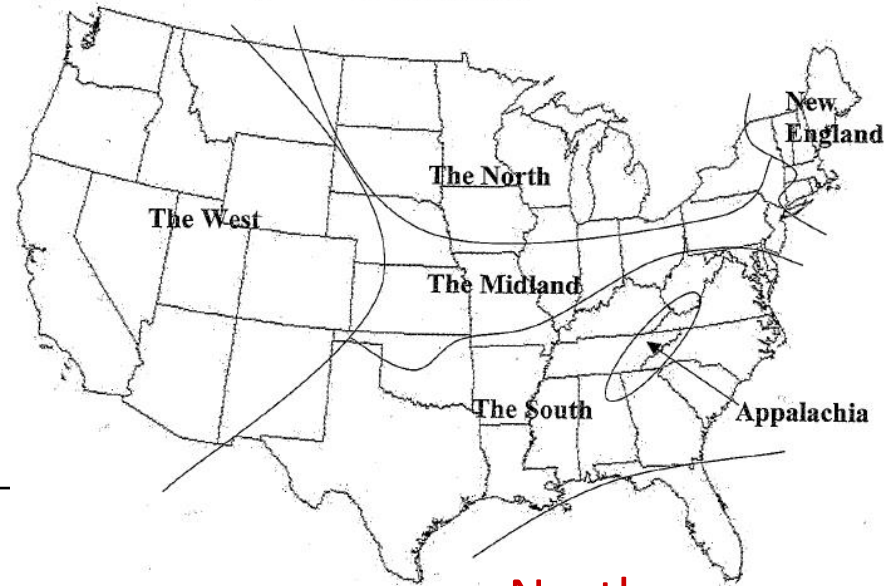 New
England
The North
The West
The Midland
The South
Appalachia